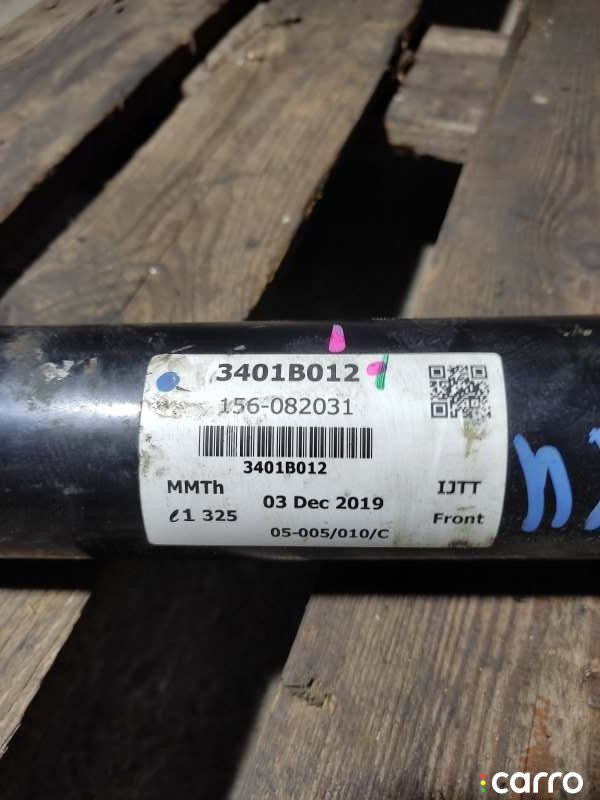 3401B012
156-082031
3401B012
MMTh
03 Dec 2019
IJTT
ℓ1 325
Front
05-005/010/C
carro